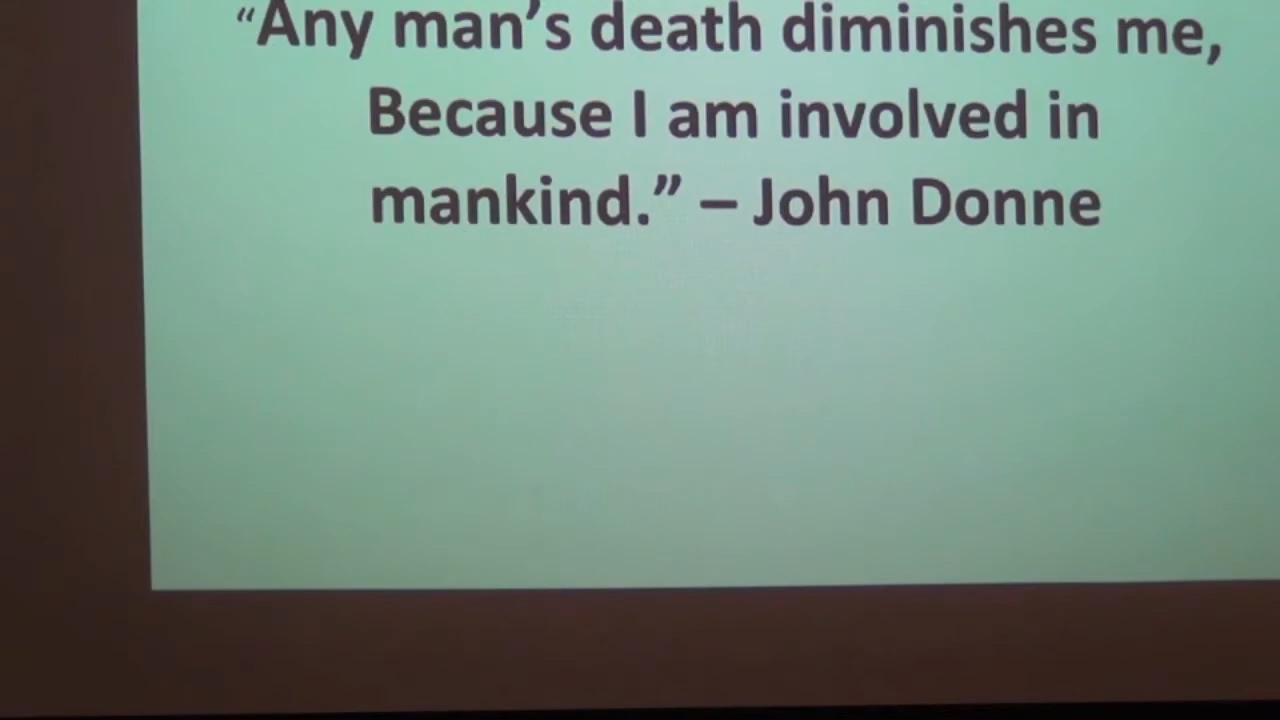 “Any man’s death diminishes me,
Because I am involved in
mankind.” – John Donne